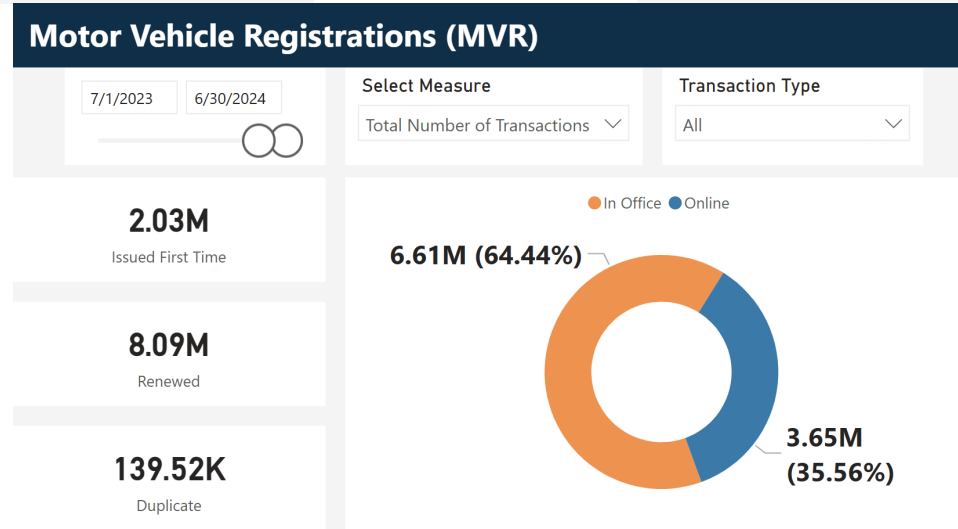 Motor Vehicle Registrations (MVR)
7/1/2023
6/30/2024
Select Measure
Total Number of Transactions
Transaction Type
All
2.03M
Issued First Time
8.09M
Renewed
139.52K
Duplicate
In Office
Online
6.61M (64.44%)
3.65M
(35.56%)